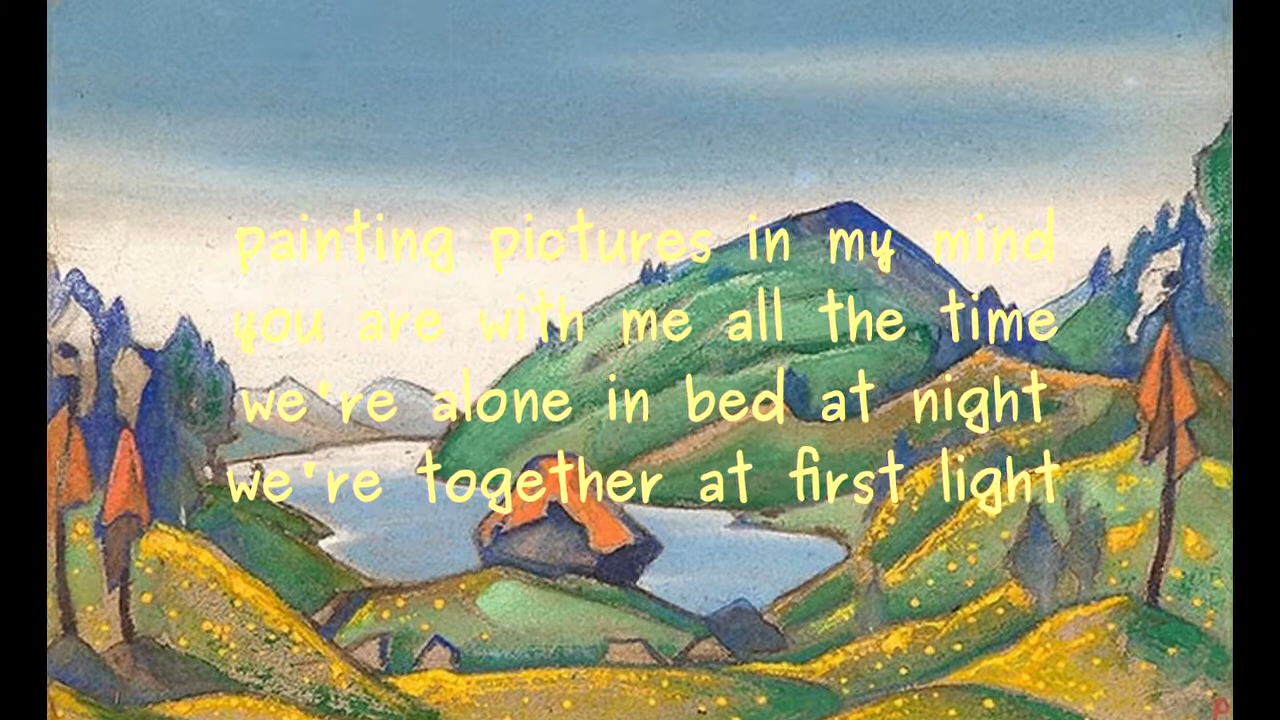 painting pictures in my mind
you are with me all the time
we're alone in bed at night
we're together at first light